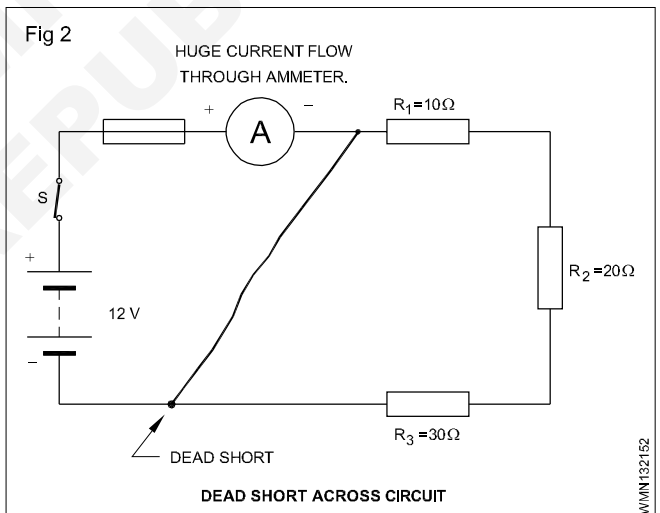 Fig 2
HUGE CURRENT FLOW
THROUGH AMMETER.
+
A
–
R₁=10Ω
S
+
12 V
–
R₂=20Ω
R₃=30Ω
DEAD SHORT
DEAD SHORT ACROSS CIRCUIT
WMN132152